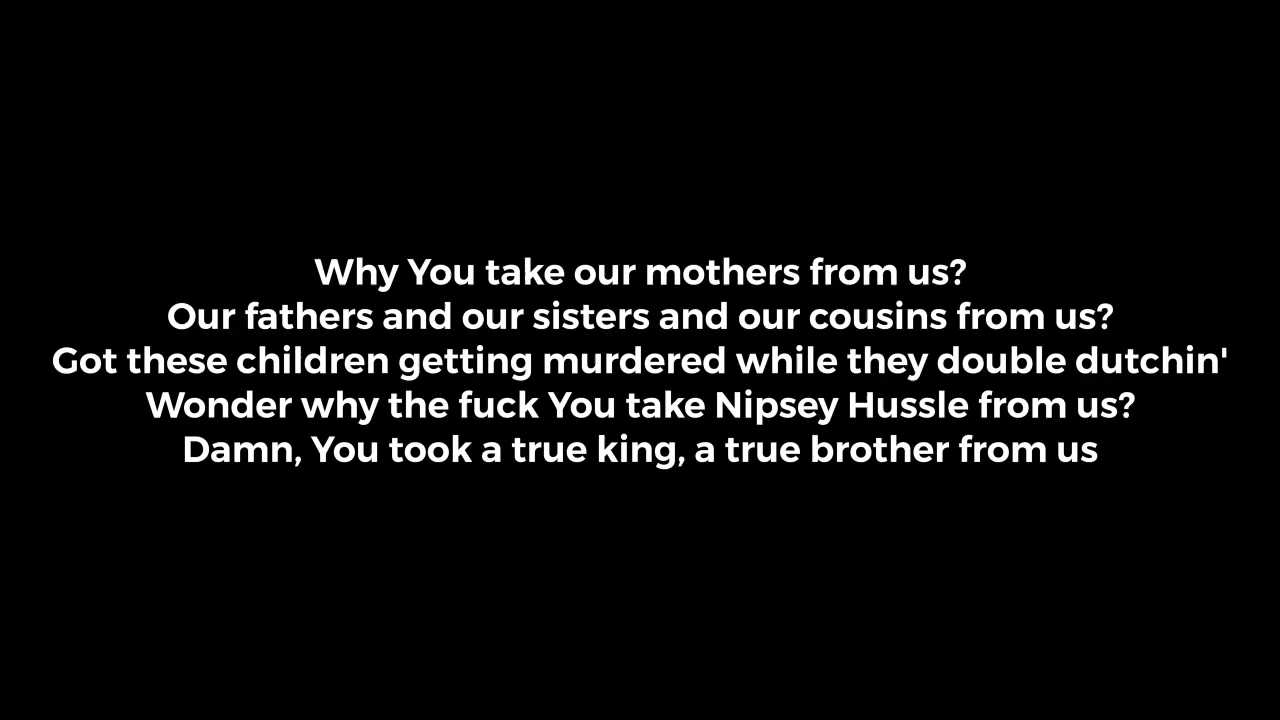 Why You take our mothers from us?
Our fathers and our sisters and our cousins from us?
Got these children getting murdered while they double dutchin'
Wonder why the fuck You take Nipsey Hussle from us?
Damn, You took a true king, a true brother from us